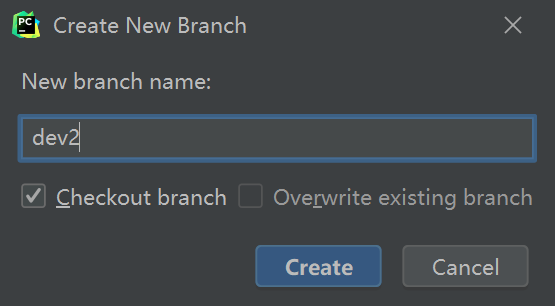 PC
Create New Branch
New branch name:
dev2
Checkout branch Overwrite existing branch
Create Cancel